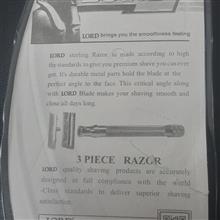 LORD brings you the smoothness feeling
LORD sterling Razor is made according to high
the standards to give you premium shave you can ever
get. It's durable metal parts hold the blade at the
perfect angle to the face. This critical angle along
with LORD Blade makes your shaving smooth and
close all days long.
3 PIECE RAZOR
LORD quality shaving products are accurately
designed in full compliance with the world
-Class standards to deliver superior shaving
satisfaction.
LORD